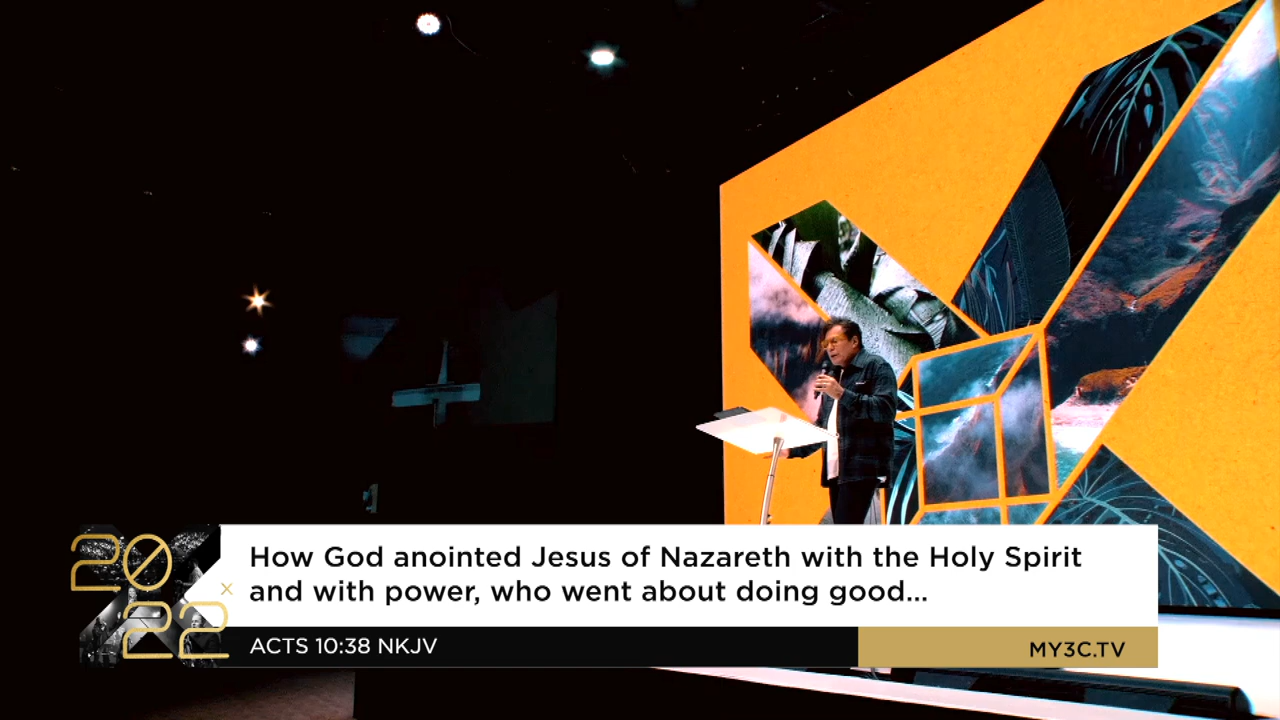 How God anointed Jesus of Nazareth with the Holy Spirit
and with power, who went about doing good...
20
X
22
ACTS 10:38 NKJV
MY3C.TV